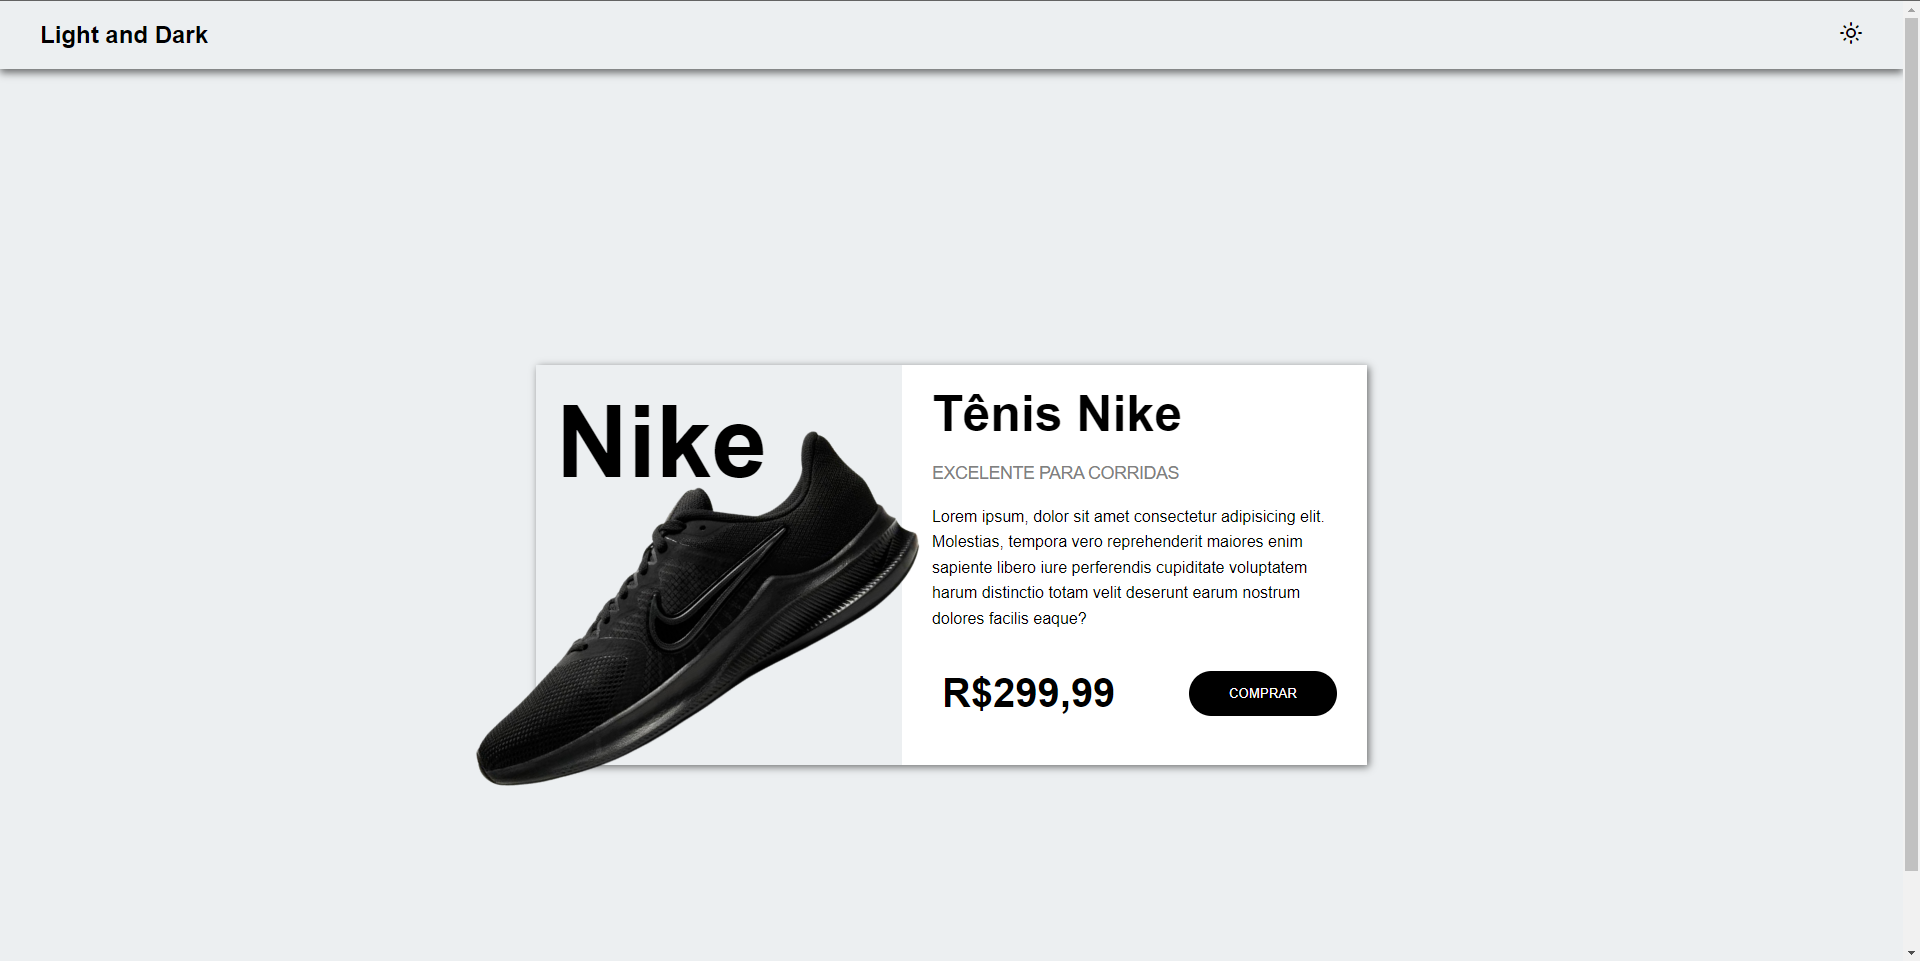 Light and Dark
Nike
Tênis Nike
EXCELENTE PARA CORRIDAS
Lorem ipsum, dolor sit amet consectetur adipisicing elit.
Molestias, tempora vero reprehenderit maiores enim
sapiente libero iure perferendis cupiditate voluptatem
harum distinctio totam velit deserunt earum nostrum
dolores facilis eaque?
R$299,99
COMPRAR